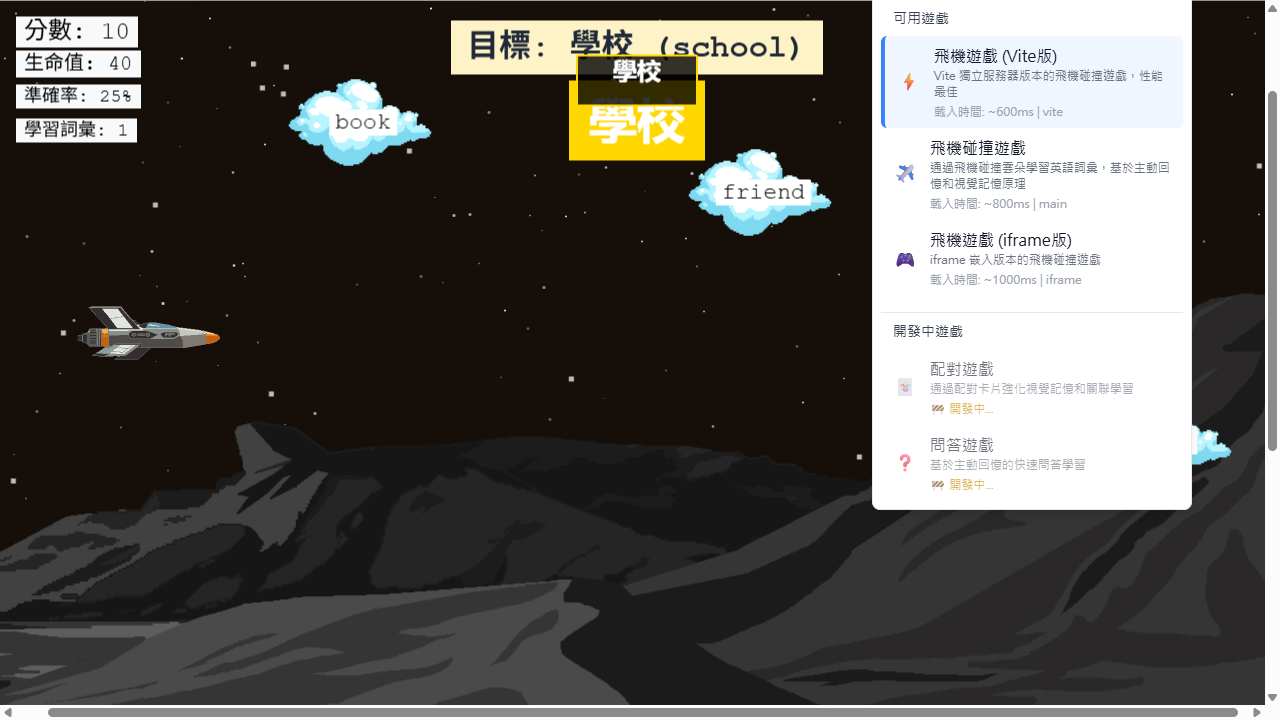 分數: 10
生命值: 40
準確率: 25%
學習詞彙: 1
目標: 學校 (school)
學校
學校
book
friend
可用遊戲
飛機遊戲 (Vite版)
Vite 獨立服務器版本的飛機碰撞遊戲，性能
最佳
載入時間: ~600ms | vite
飛機碰撞遊戲
通過飛機碰撞雲朵學習英語詞彙，基於主動回
憶和視覺記憶原理
載入時間: ~800ms | main
飛機遊戲 (iframe版)
iframe 嵌入版本的飛機碰撞遊戲
載入時間: ~1000ms | iframe
開發中遊戲
配對遊戲
通過配對卡片強化視覺記憶和關聯學習
開發中...
問答遊戲
基於主動回憶的快速問答學習
開發中...